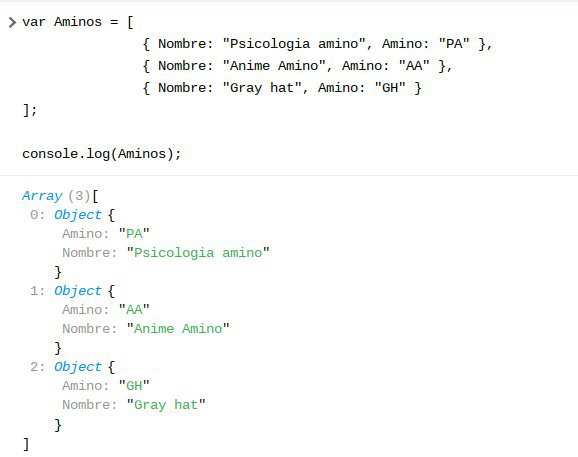 > var Aminos = [
{ Nombre: "Psicologia amino", Amino: "PA" },
{ Nombre: "Anime Amino", Amino: "AA" },
{ Nombre: "Gray hat", Amino: "GH" }
];
console.log(Aminos);
Array (3)[
0: Object {
Amino: "PA"
Nombre: "Psicologia amino"
}
1: Object {
Amino: "AA"
Nombre: "Anime Amino"
}
2: Object {
Amino: "GH"
Nombre: "Gray hat"
}
]